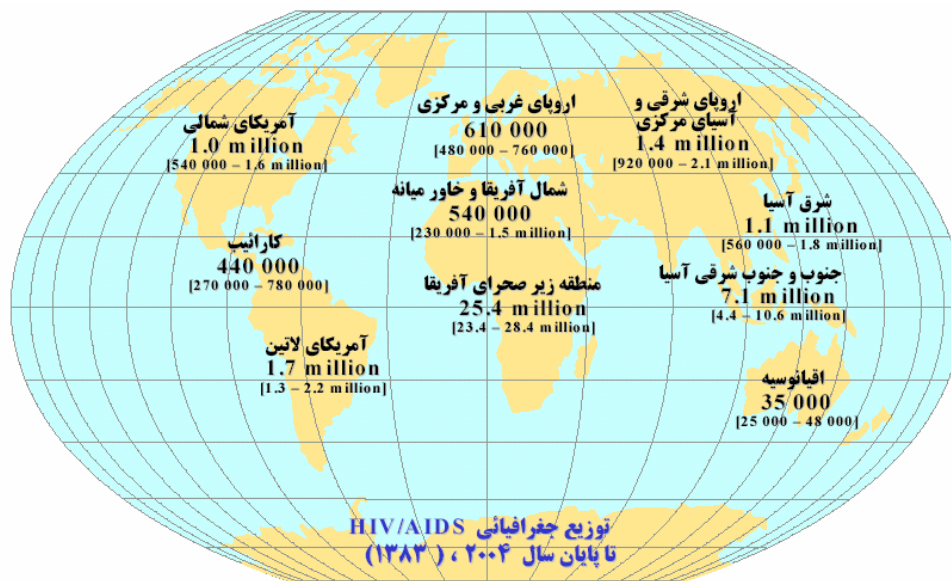 آمریکای شمالی
1.0 million
[540 000 – 1.6 million]
اروپای غربی و مرکزی
610 000
[480 000 – 760 000]
اروپای شرقی و
آسیای مرکزی
1.4 million
[920 000 – 2.1 million]
شمال آفریقا و خاور میانه
540 000
[230 000 – 1.5 million]
شرق آسیا
1.1 million
[560 000 – 1.8 million]
کارائیب
440 000
[270 000 – 780 000]
منطقه زیر صحرای آفریقا
25.4 million
[23.4 – 28.4 million]
جنوب و جنوب شرقی آسیا
7.1 million
[4.4 – 10.6 million]
آمریکای لاتین
1.7 million
[1.3 – 2.2 million]
اقیانوسیه
35 000
[25 000 – 48 000]
توزیع جغرافیائی HIV/AIDS
تا پایان سال ۲۰۰۴ ، ( ۱۳۸۳)